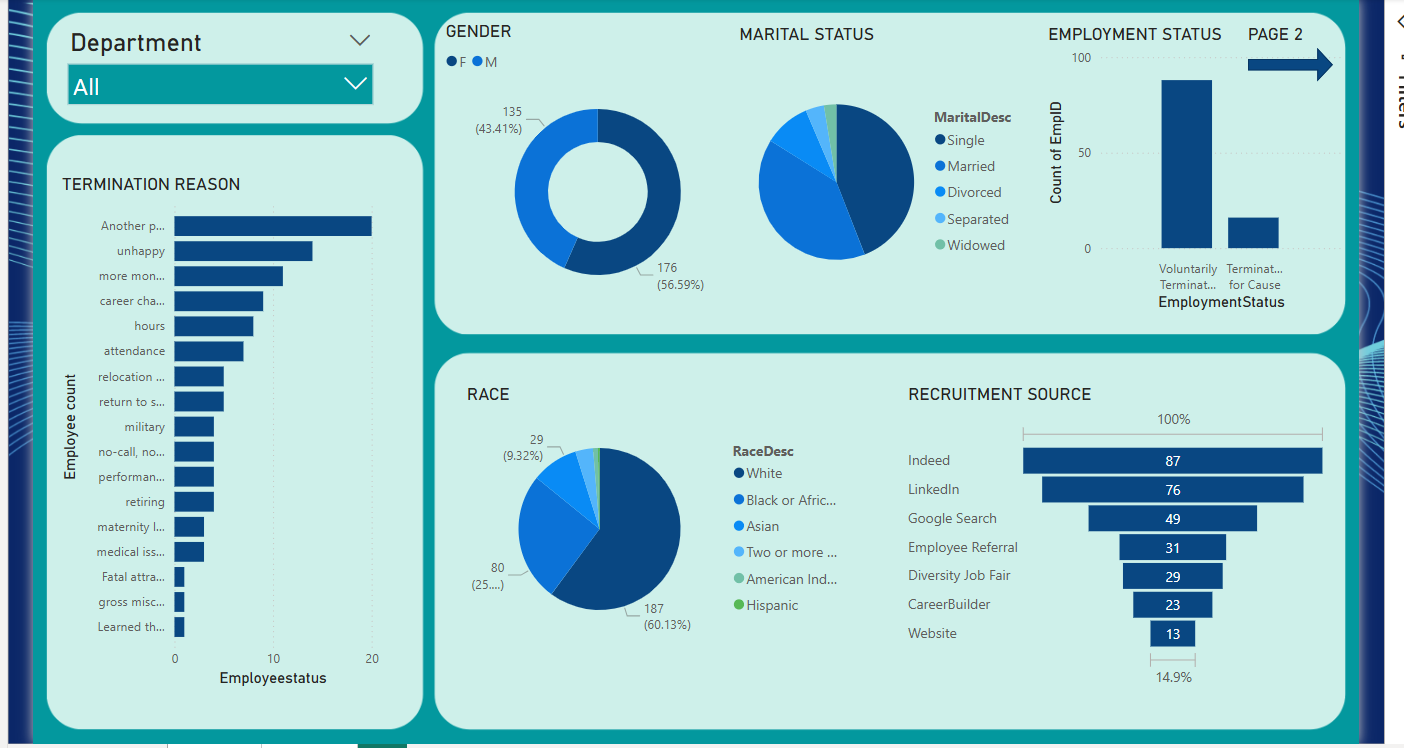 Department
All
TERMINATION REASON
Employee count
Another p...
unhappy
more mon...
career cha...
hours
attendance
relocation ...
return to s...
military
no-call, no...
performan...
retiring
maternity l...
medical iss...
Fatal attra...
gross misc...
Learned th...
0 10 20
Employeestatus
GENDER
F M
135
(43.41%)
176
(56.59%)
MARITAL STATUS
MaritalDesc
Single
Married
Divorced
Separated
Widowed
EMPLOYMENT STATUS PAGE 2
Count of EmpID
100
50
0
Voluntarily
Terminat...
Terminat...
for Cause
EmploymentStatus
RACE
29
(9.32%)
80
(25....)
187
(60.13%)
RaceDesc
White
Black or Afric...
Asian
Two or more ...
American Ind...
Hispanic
RECRUITMENT SOURCE
100%
Indeed 87
LinkedIn 76
Google Search 49
Employee Referral 31
Diversity Job Fair 29
CareerBuilder 23
Website 13
14.9%